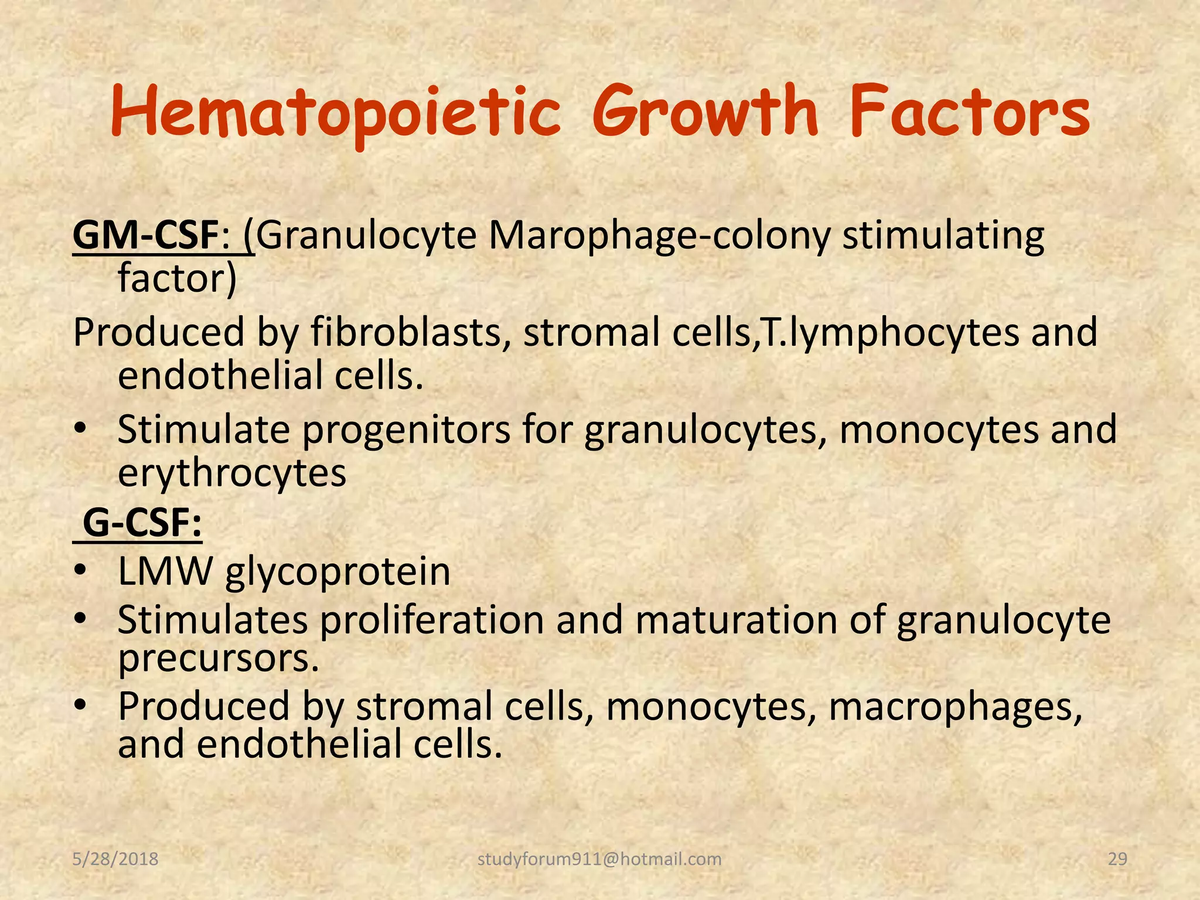 Hematopoietic Growth Factors
GM-CSF: (Granulocyte Marophage-colony stimulating
factor)
Produced by fibroblasts, stromal cells,T.lymphocytes and
endothelial cells.
• Stimulate progenitors for granulocytes, monocytes and
erythrocytes
G-CSF:
• LMW glycoprotein
• Stimulates proliferation and maturation of granulocyte
precursors.
• Produced by stromal cells, monocytes, macrophages,
and endothelial cells.
5/28/2018 studyforum911@hotmail.com 29